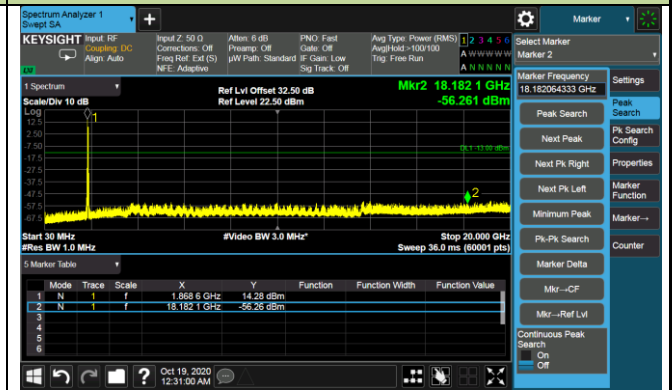 Spectrum Analyzer 1
Swept SA
Marker
KEYSIGHT
Input: RF
Coupling: DC
Align: Auto
Input Z: 50 Ω
Corrections: Off
Freq Ref: Ext (S)
NFE: Adaptive
Atten: 6 dB
Preamp: Off
µW Path: Standard
PNO: Fast
Gate: Off
IF Gain: Low
Sig Track: Off
Avg Type: Power (RMS)
Avg|Hold:>100/100
Trig: Free Run
1 2 3 4 5 6
A W W W W W
A N N N N N
Select Marker
Marker 2
1 Spectrum
Scale/Div 10 dB
Log
Ref Lvl Offset 32.50 dB
Ref Level 22.50 dBm
Mkr2 18.182 1 GHz
-56.261 dBm
12.5
2.50
-7.50
-17.5
-27.5
-37.5
-47.5
-57.5
-67.5
1
DL1 -13.00 dBm
2
Start 30 MHz
#Res BW 1.0 MHz
#Video BW 3.0 MHz*
Stop 20.000 GHz
Sweep 36.0 ms (60001 pts)
5 Marker Table
Mode Trace Scale X Y Function Function Width Function Value
1 N 1 f 1.868 6 GHz 14.28 dBm
2 N 1 f 18.182 1 GHz -56.26 dBm
3
4
5
6
Oct 19, 2020
12:31:00 AM
Marker Frequency
18.182064333 GHz
Peak Search
Next Peak
Next Pk Right
Next Pk Left
Minimum Peak
Pk-Pk Search
Marker Delta
Mkr→CF
Mkr→Ref Lvl
Continuous Peak
Search
On
Off
Settings
Peak
Search
Pk Search
Config
Properties
Marker
Function
Marker→
Counter